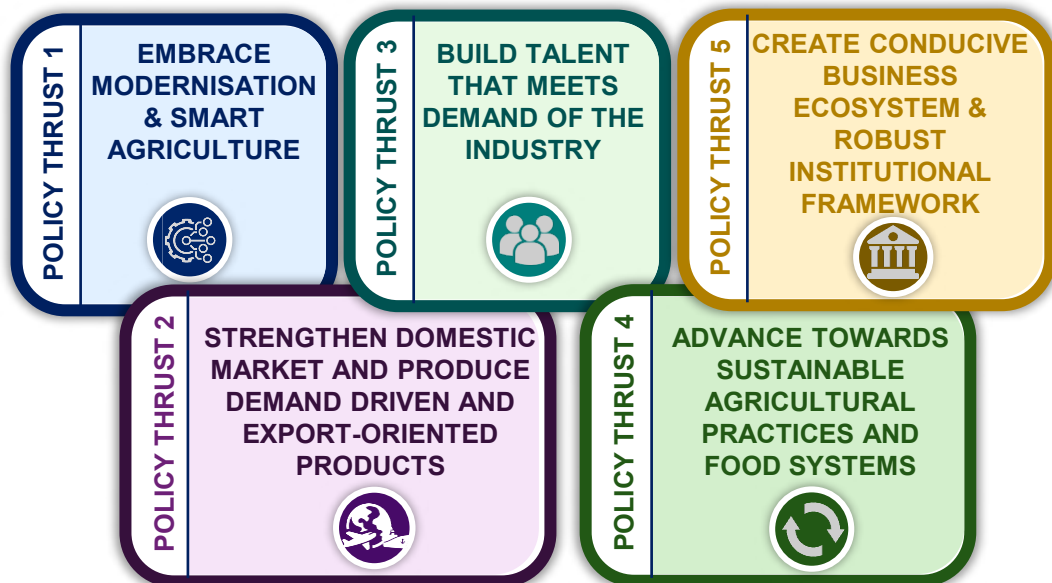 POLICY THRUST 1
EMBRACE
MODERNISATION
& SMART
AGRICULTURE
POLICY THRUST 2
STRENGTHEN DOMESTIC
MARKET AND PRODUCE
DEMAND DRIVEN AND
EXPORT-ORIENTED
PRODUCTS
POLICY THRUST 3
BUILD TALENT
THAT MEETS
DEMAND OF THE
INDUSTRY
POLICY THRUST 4
ADVANCE TOWARDS
SUSTAINABLE
AGRICULTURAL
PRACTICES AND
FOOD SYSTEMS
POLICY THRUST 5
CREATE CONDUCIVE
BUSINESS
ECOSYSTEM &
ROBUST
INSTITUTIONAL
FRAMEWORK